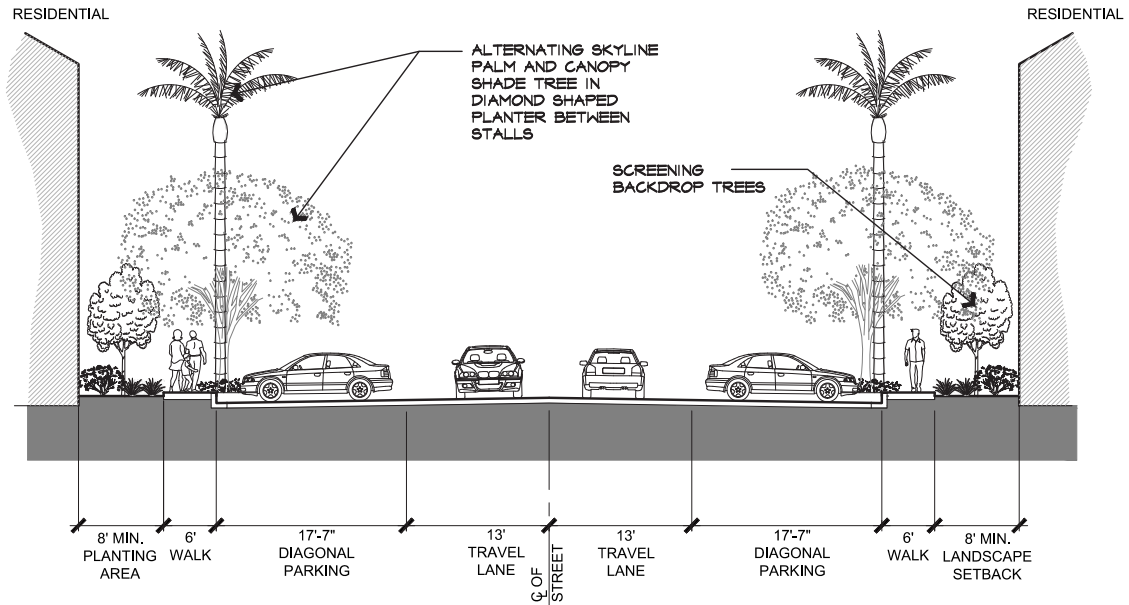 RESIDENTIAL
RESIDENTIAL
ALTERNATING SKYLINE
PALM AND CANOPY
SHADE TREE IN
DIAMOND SHAPED
PLANTER BETWEEN
STALLS
SCREENING
BACKDROP TREES
8' MIN.
PLANTING
AREA
6'
WALK
17'-7"
DIAGONAL
PARKING
13'
TRAVEL
LANE
℄ OF
STREET
13'
TRAVEL
LANE
17'-7"
DIAGONAL
PARKING
6'
WALK
8' MIN.
LANDSCAPE
SETBACK